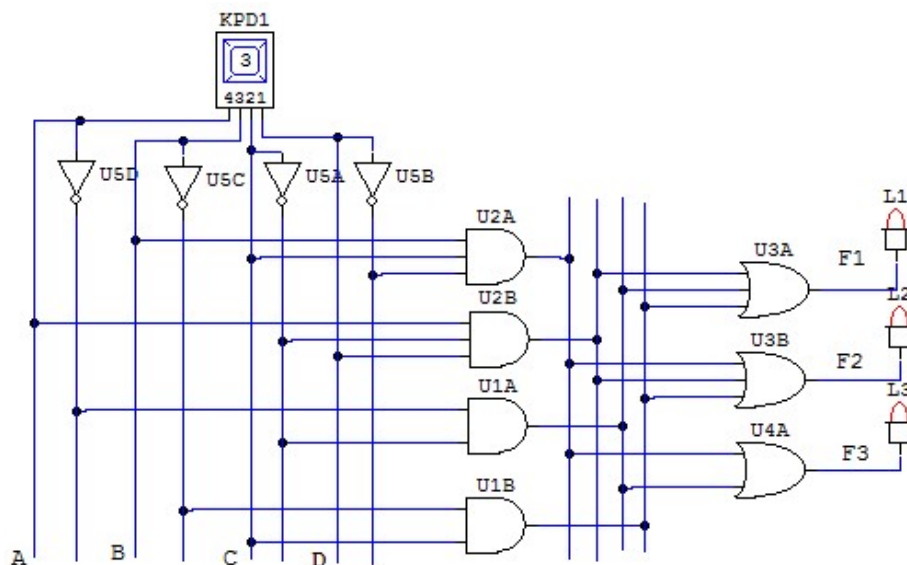 KPD1
3
4321
U5D
U5C
U5A
U5B
U2A
L1
U3A
F1
U2B
L2
U3B
F2
U1A
L3
U4A
F3
U1B
A
B
C
D